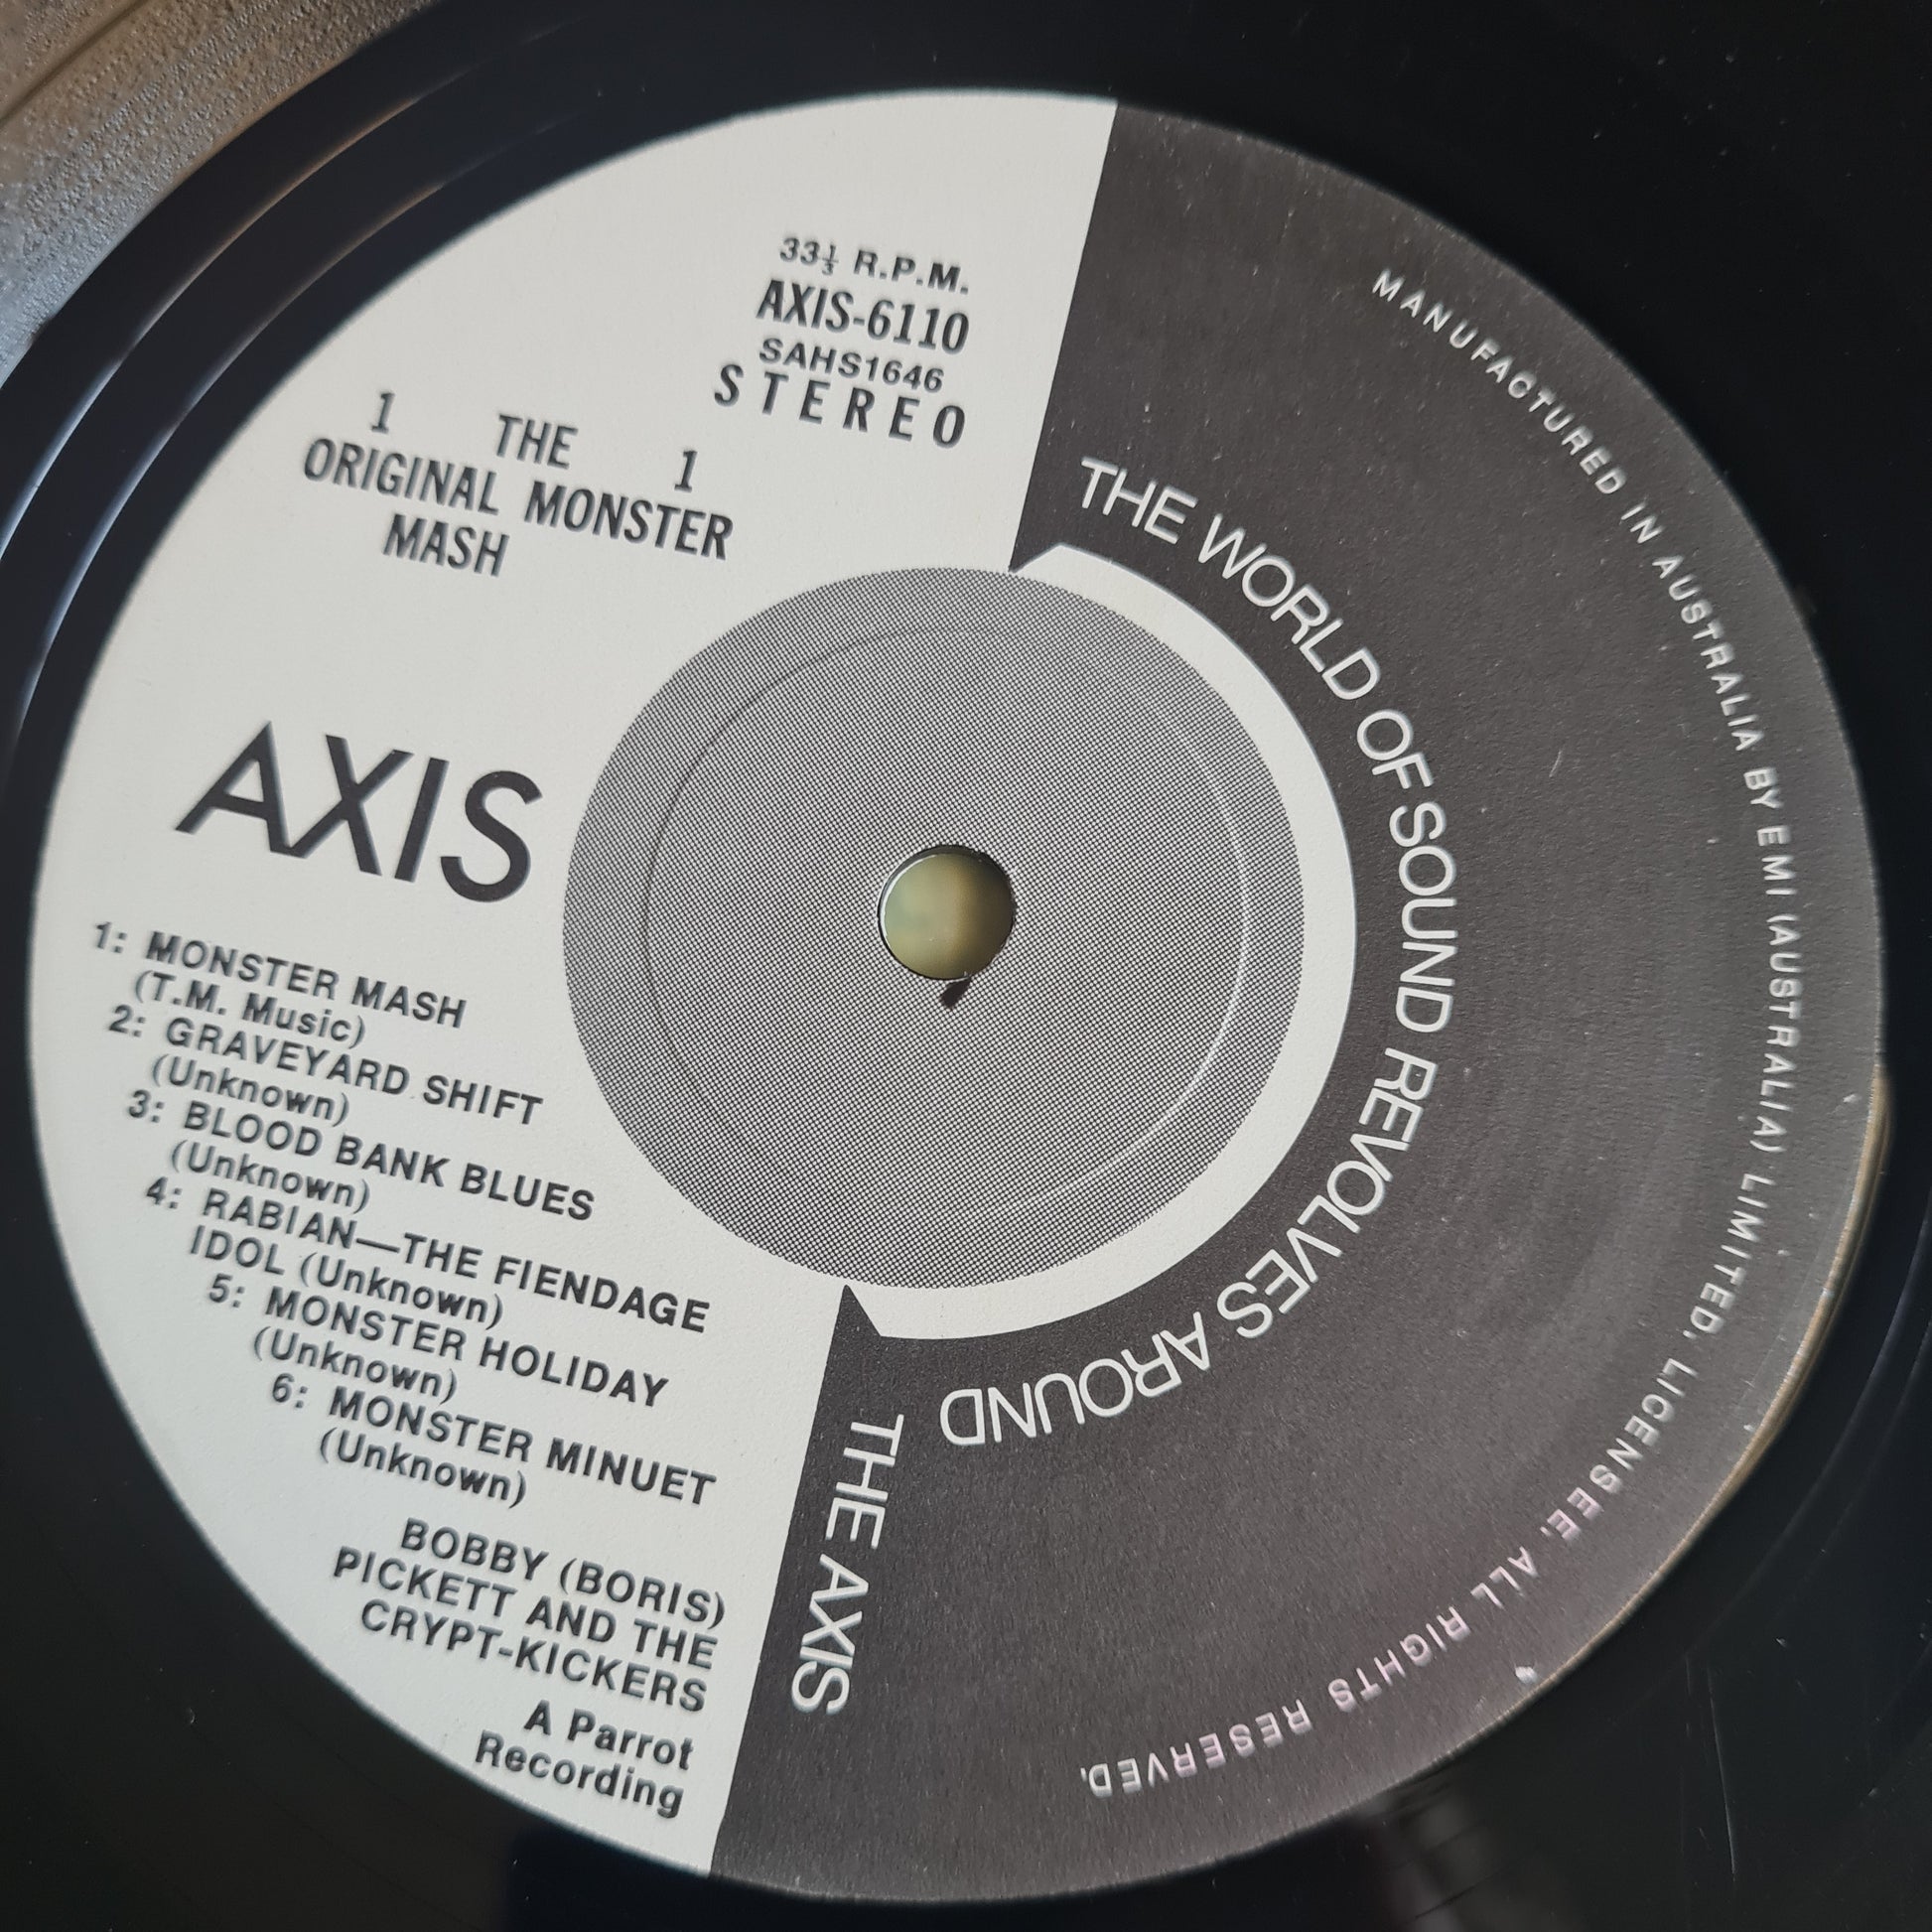 33⅓ R.P.M.
AXIS-6110
SAHS1646
STEREO
1 THE 1
ORIGINAL MONSTER
MASH
AXIS
1: MONSTER MASH
(T.M. Music)
2: GRAVEYARD SHIFT
(Unknown)
3: BLOOD BANK BLUES
(Unknown)
4: RABIAN—THE FIENDAGE
IDOL (Unknown)
5: MONSTER HOLIDAY
(Unknown)
6: MONSTER MINUET
(Unknown)
BOBBY (BORIS)
PICKETT AND THE
CRYPT-KICKERS
A Parrot
Recording
THE WORLD OF SOUND REVOLVES AROUND
THE AXIS
MANUFACTURED IN AUSTRALIA BY EMI (AUSTRALIA) LIMITED, LICENSEE. ALL RIGHTS RESERVED.